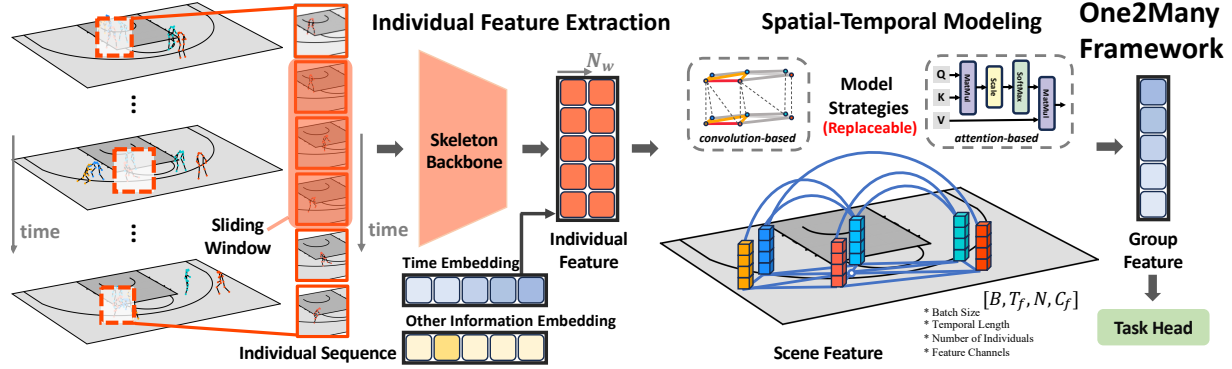 Individual Feature Extraction
Spatial-Temporal Modeling
One2Many
Framework
time
Sliding
Window
time
Individual Sequence
Skeleton
Backbone
N_w
Individual
Feature
Time Embedding
Other Information Embedding
convolution-based
Model
Strategies
(Replaceable)
Q
K
V
MatMul
Scale
SoftMax
MatMul
attention-based
Scene Feature
[B, T_f, N, C_f]
* Batch Size
* Temporal Length
* Number of Individuals
* Feature Channels
Group
Feature
Task Head